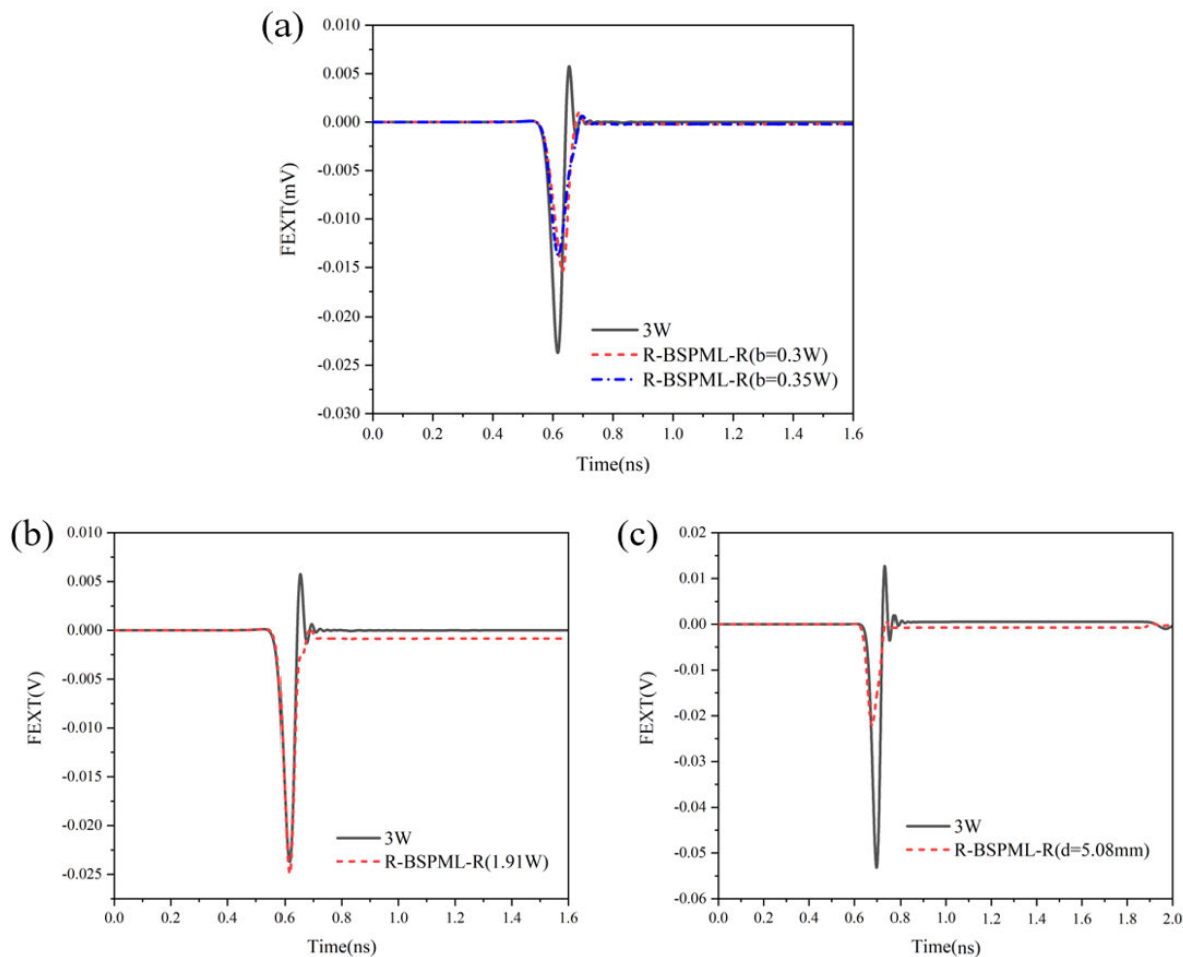 (a)
0.010
0.005
0.000
-0.005
-0.010
-0.015
-0.020
-0.025
-0.030
FEXT(mV)
3W
R-BSPML-R(b=0.3W)
R-BSPML-R(b=0.35W)
0.0 0.2 0.4 0.6 0.8 1.0 1.2 1.4 1.6
Time(ns)
(b)
0.010
0.005
0.000
-0.005
-0.010
-0.015
-0.020
-0.025
FEXT(V)
3W
R-BSPML-R(1.91W)
0.0 0.2 0.4 0.6 0.8 1.0 1.2 1.4 1.6
Time(ns)
(c)
0.02
0.01
0.00
-0.01
-0.02
-0.03
-0.04
-0.05
-0.06
FEXT(V)
3W
R-BSPML-R(d=5.08mm)
0.0 0.2 0.4 0.6 0.8 1.0 1.2 1.4 1.6 1.8 2.0
Time(ns)